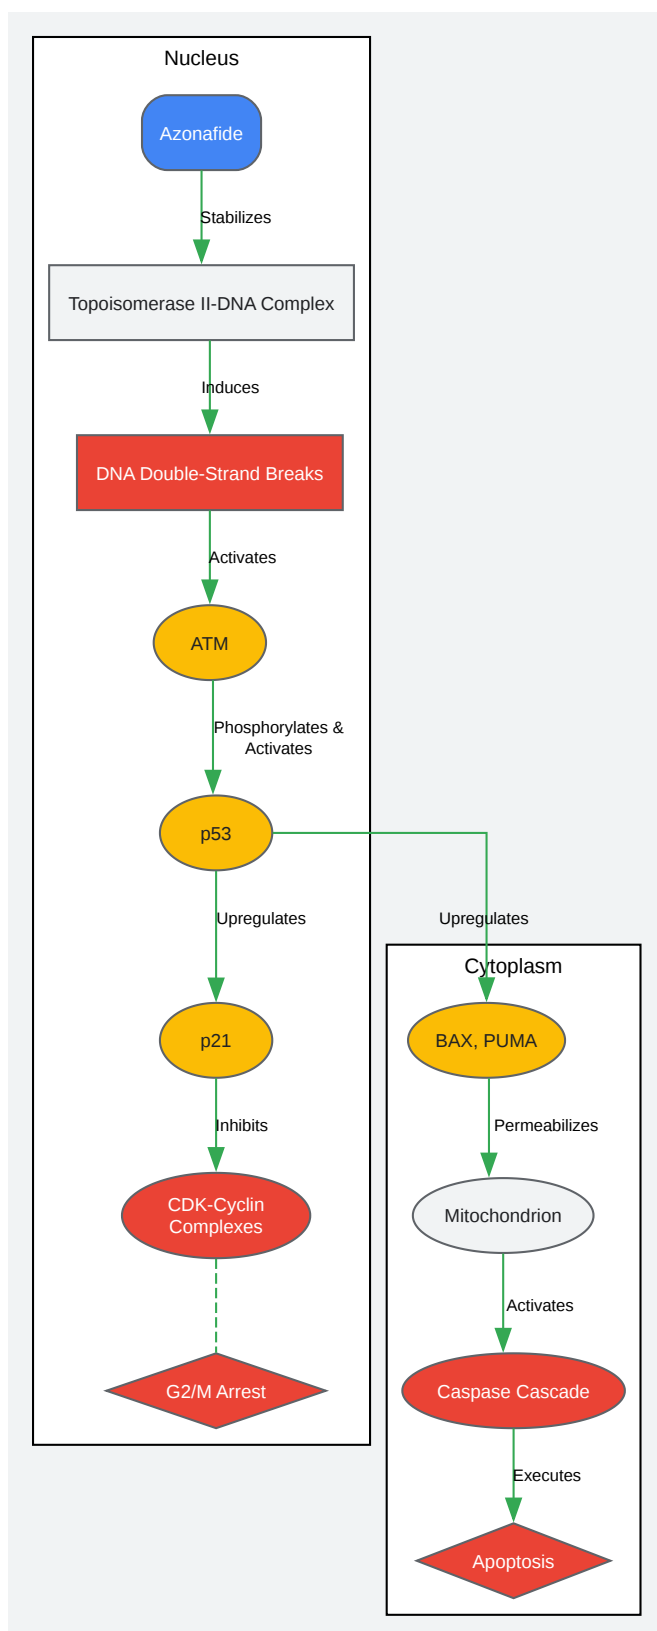 Nucleus
Azonafide
Stabilizes
Topoisomerase II-DNA Complex
Induces
DNA Double-Strand Breaks
Activates
ATM
Phosphorylates &
Activates
p53
Upregulates
p21
Inhibits
CDK-Cyclin
Complexes
G2/M Arrest
Upregulates
Cytoplasm
BAX, PUMA
Permeabilizes
Mitochondrion
Activates
Caspase Cascade
Executes
Apoptosis